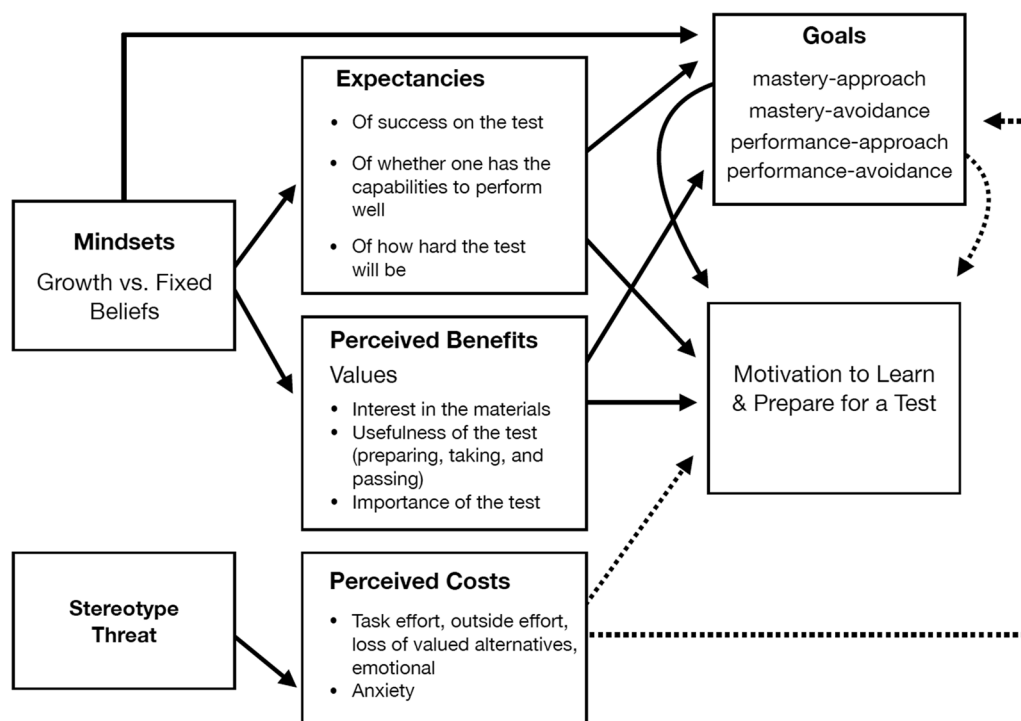 Goals
mastery-approach
mastery-avoidance
performance-approach
performance-avoidance
Expectancies
• Of success on the test
• Of whether one has the
capabilities to perform
well
• Of how hard the test
will be
Mindsets
Growth vs. Fixed
Beliefs
Perceived Benefits
Values
• Interest in the materials
• Usefulness of the test
(preparing, taking, and
passing)
• Importance of the test
Motivation to Learn
& Prepare for a Test
Stereotype
Threat
Perceived Costs
• Task effort, outside effort,
loss of valued alternatives,
emotional
• Anxiety